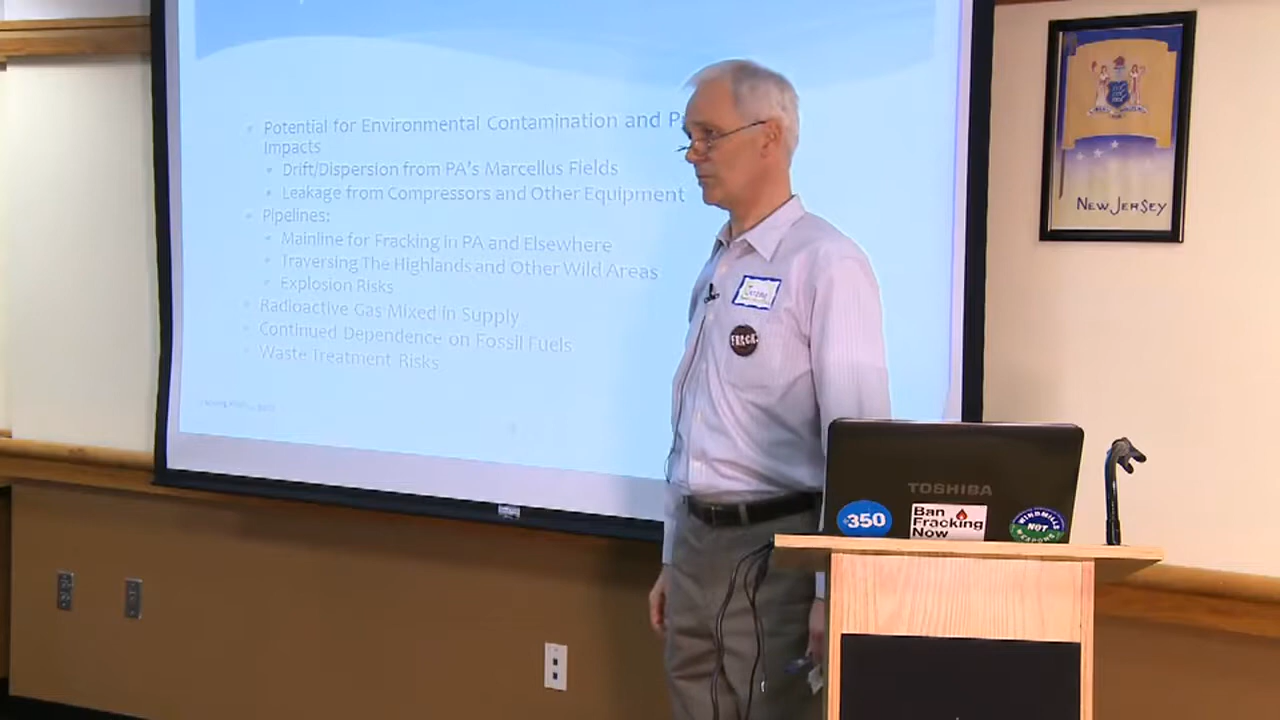 Potential for Environmental Contamination and P
Impacts
Drift/Dispersion from PA's Marcellus Fields
Leakage from Compressors and Other Equipment
Pipelines:
Mainline for Fracking in PA and Elsewhere
Traversing The Highlands and Other Wild Areas
Explosion Risks
Radioactive Gas Mixed in Supply
Continued Dependence on Fossil Fuels
Waste Treatment Risks
NEW JERSEY
TOSHIBA
350
Ban
Fracking
Now
WINDMILLS
NOT
WEAPONS